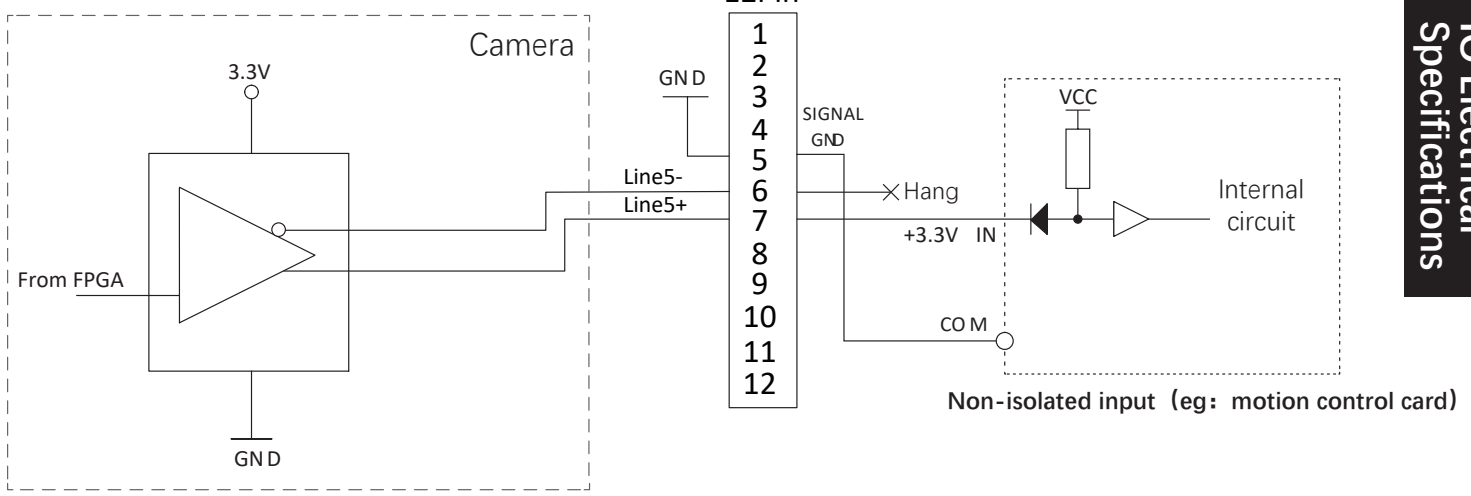 IO Electrical
Specifications
Camera
3.3V
From FPGA
GND
GND
Line5-
Line5+
1
2
3
4
5
6
7
8
9
10
11
12
SIGNAL
GND
Hang
+3.3V IN
COM
VCC
Internal
circuit
Non-isolated input (eg: motion control card)